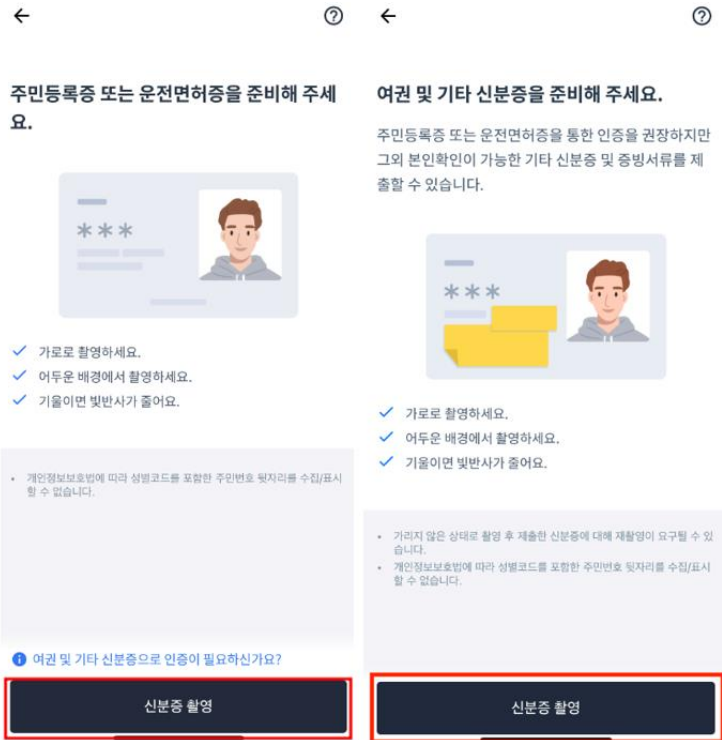 주민등록증 또는 운전면허증을 준비해 주세
요.
***
가로로 촬영하세요.
어두운 배경에서 촬영하세요.
기울이면 빛반사가 줄어요.
개인정보보호법에 따라 성별코드를 포함한 주민번호 뒷자리를 수집/표시
할 수 없습니다.
여권 및 기타 신분증으로 인증이 필요하신가요?
신분증 촬영
여권 및 기타 신분증을 준비해 주세요.
주민등록증 또는 운전면허증을 통한 인증을 권장하지만
그외 본인확인이 가능한 기타 신분증 및 증빙서류를 제
출할 수 있습니다.
***
가로로 촬영하세요.
어두운 배경에서 촬영하세요.
기울이면 빛반사가 줄어요.
가리지 않은 상태로 촬영 후 제출한 신분증에 대해 재촬영이 요구될 수 있
습니다.
개인정보보호법에 따라 성별코드를 포함한 주민번호 뒷자리를 수집/표시
할 수 없습니다.
신분증 촬영